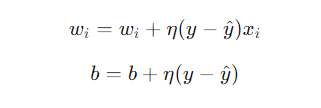 wᵢ = wᵢ + η(y − ŷ)xᵢ
b = b + η(y − ŷ)